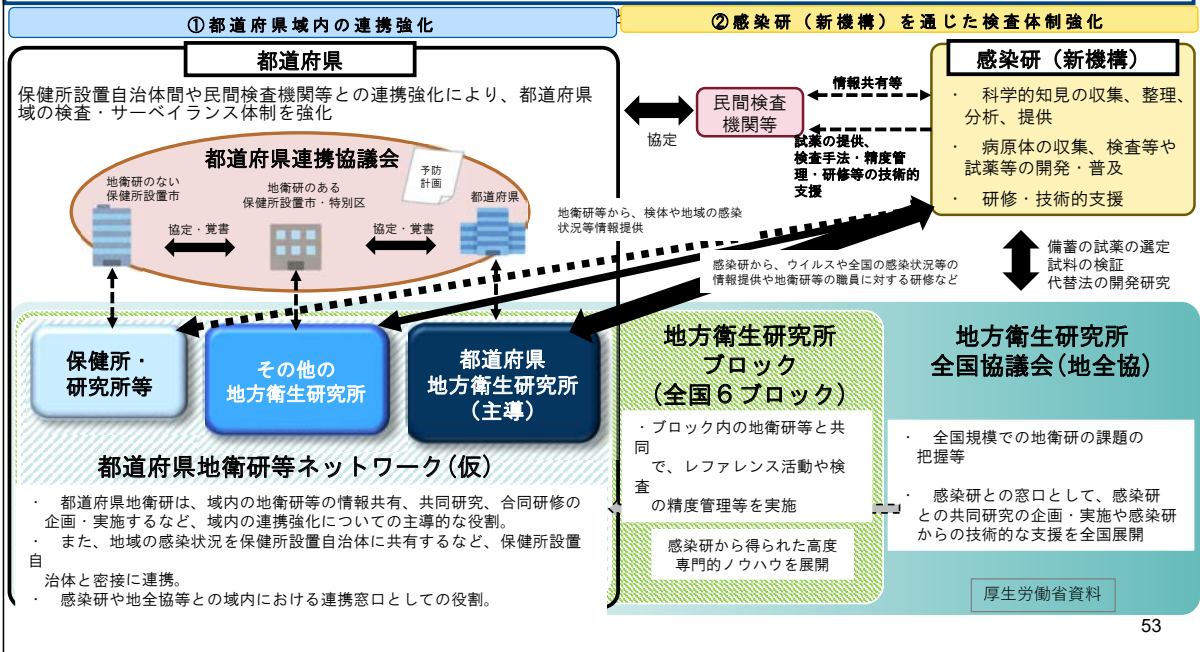 ①都道府県域内の連携強化
②感染研（新機構）を通じた検査体制強化
都道府県
保健所設置自治体間や民間検査機関等との連携強化により、都道府県
域の検査・サーベイランス体制を強化
都道府県連携協議会
予防
計画
地衛研のない
保健所設置市
地衛研のある
保健所設置市・特別区
都道府県
協定・覚書
協定・覚書
協定
民間検査
機関等
情報共有等
試薬の提供、
検査手法・精度管
理・研修等の技術的
支援
感染研（新機構）
・　科学的知見の収集、整理、
分析、提供
・　病原体の収集、検査等や
試薬等の開発・普及
・　研修・技術的支援
地衛研等から、検体や地域の感染
状況等情報提供
感染研から、ウイルスや全国の感染状況等の
情報提供や地衛研等の職員に対する研修など
備蓄の試薬の選定
試料の検証
代替法の開発研究
保健所・
研究所等
その他の
地方衛生研究所
都道府県
地方衛生研究所
（主導）
都道府県地衛研等ネットワーク(仮)
・　都道府県地衛研は、域内の地衛研等の情報共有、共同研究、合同研修の
企画・実施するなど、域内の連携強化についての主導的な役割。
・　また、地域の感染状況を保健所設置自治体に共有するなど、保健所設置
自
治体と密接に連携。
・　感染研や地全協等との域内における連携窓口としての役割。
地方衛生研究所
ブロック
(全国６ブロック)
・ブロック内の地衛研等と共
同
で、レファレンス活動や検
査
の精度管理等を実施
感染研から得られた高度
専門的ノウハウを展開
地方衛生研究所
全国協議会(地全協)
・　全国規模での地衛研の課題の
把握等
・　感染研との窓口として、感染研
との共同研究の企画・実施や感染研
からの技術的な支援を全国展開
厚生労働省資料
53